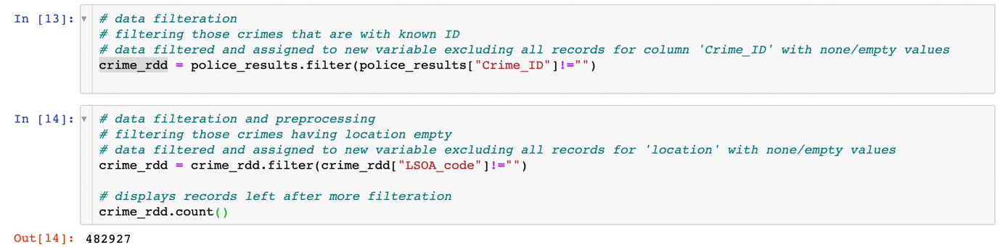 In [13]:
# data filteration
# filtering those crimes that are with known ID
# data filtered and assigned to new variable excluding all records for column 'Crime_ID' with none/empty values
crime_rdd = police_results.filter(police_results["Crime_ID"]!="")
In [14]:
# data filteration and preprocessing
# filtering those crimes having location empty
# data filtered and assigned to new variable excluding all records for 'location' with none/empty values
crime_rdd = crime_rdd.filter(crime_rdd["LSOA_code"]!="")
# displays records left after more filteration
crime_rdd.count()
Out[14]: 482927